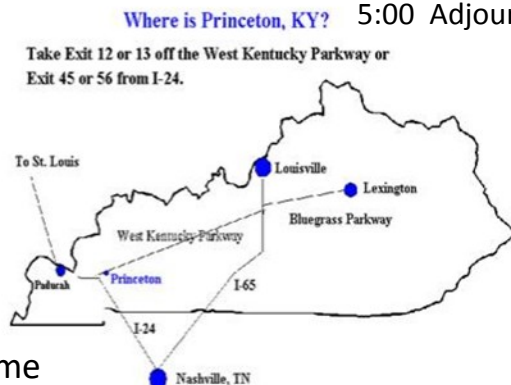 Where is Princeton, KY?
5:00 Adjour
Take Exit 12 or 13 off the West Kentucky Parkway or
Exit 45 or 56 from I-24.
To St. Louis
Louisville
Lexington
Bluegrass Parkway
West Kentucky Parkway
Paducah
Princeton
I-65
I-24
me
Nashville, TN